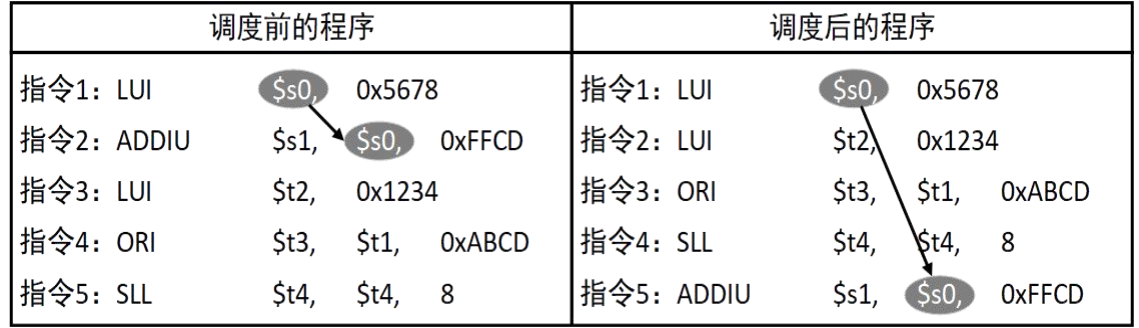 调度前的程序 调度后的程序
指令1：LUI $s0, 0x5678 指令1：LUI $s0, 0x5678
指令2：ADDIU $s1, $s0, 0xFFCD 指令2：LUI $t2, 0x1234
指令3：LUI $t2, 0x1234 指令3：ORI $t3, $t1, 0xABCD
指令4：ORI $t3, $t1, 0xABCD 指令4：SLL $t4, $t4, 8
指令5：SLL $t4, $t4, 8 指令5：ADDIU $s1, $s0, 0xFFCD